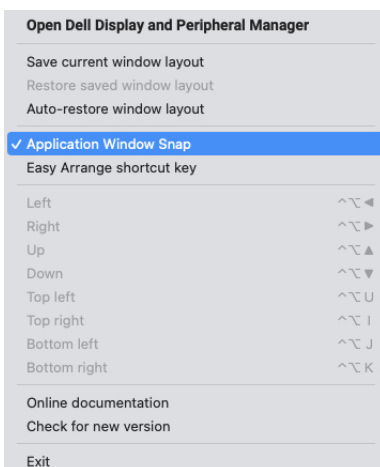 Open Dell Display and Peripheral Manager
Save current window layout
Restore saved window layout
Auto-restore window layout
✓ Application Window Snap
Easy Arrange shortcut key
Left ^⌥◀
Right ^⌥▶
Up ^⌥▲
Down ^⌥▼
Top left ^⌥U
Top right ^⌥I
Bottom left ^⌥J
Bottom right ^⌥K
Online documentation
Check for new version
Exit